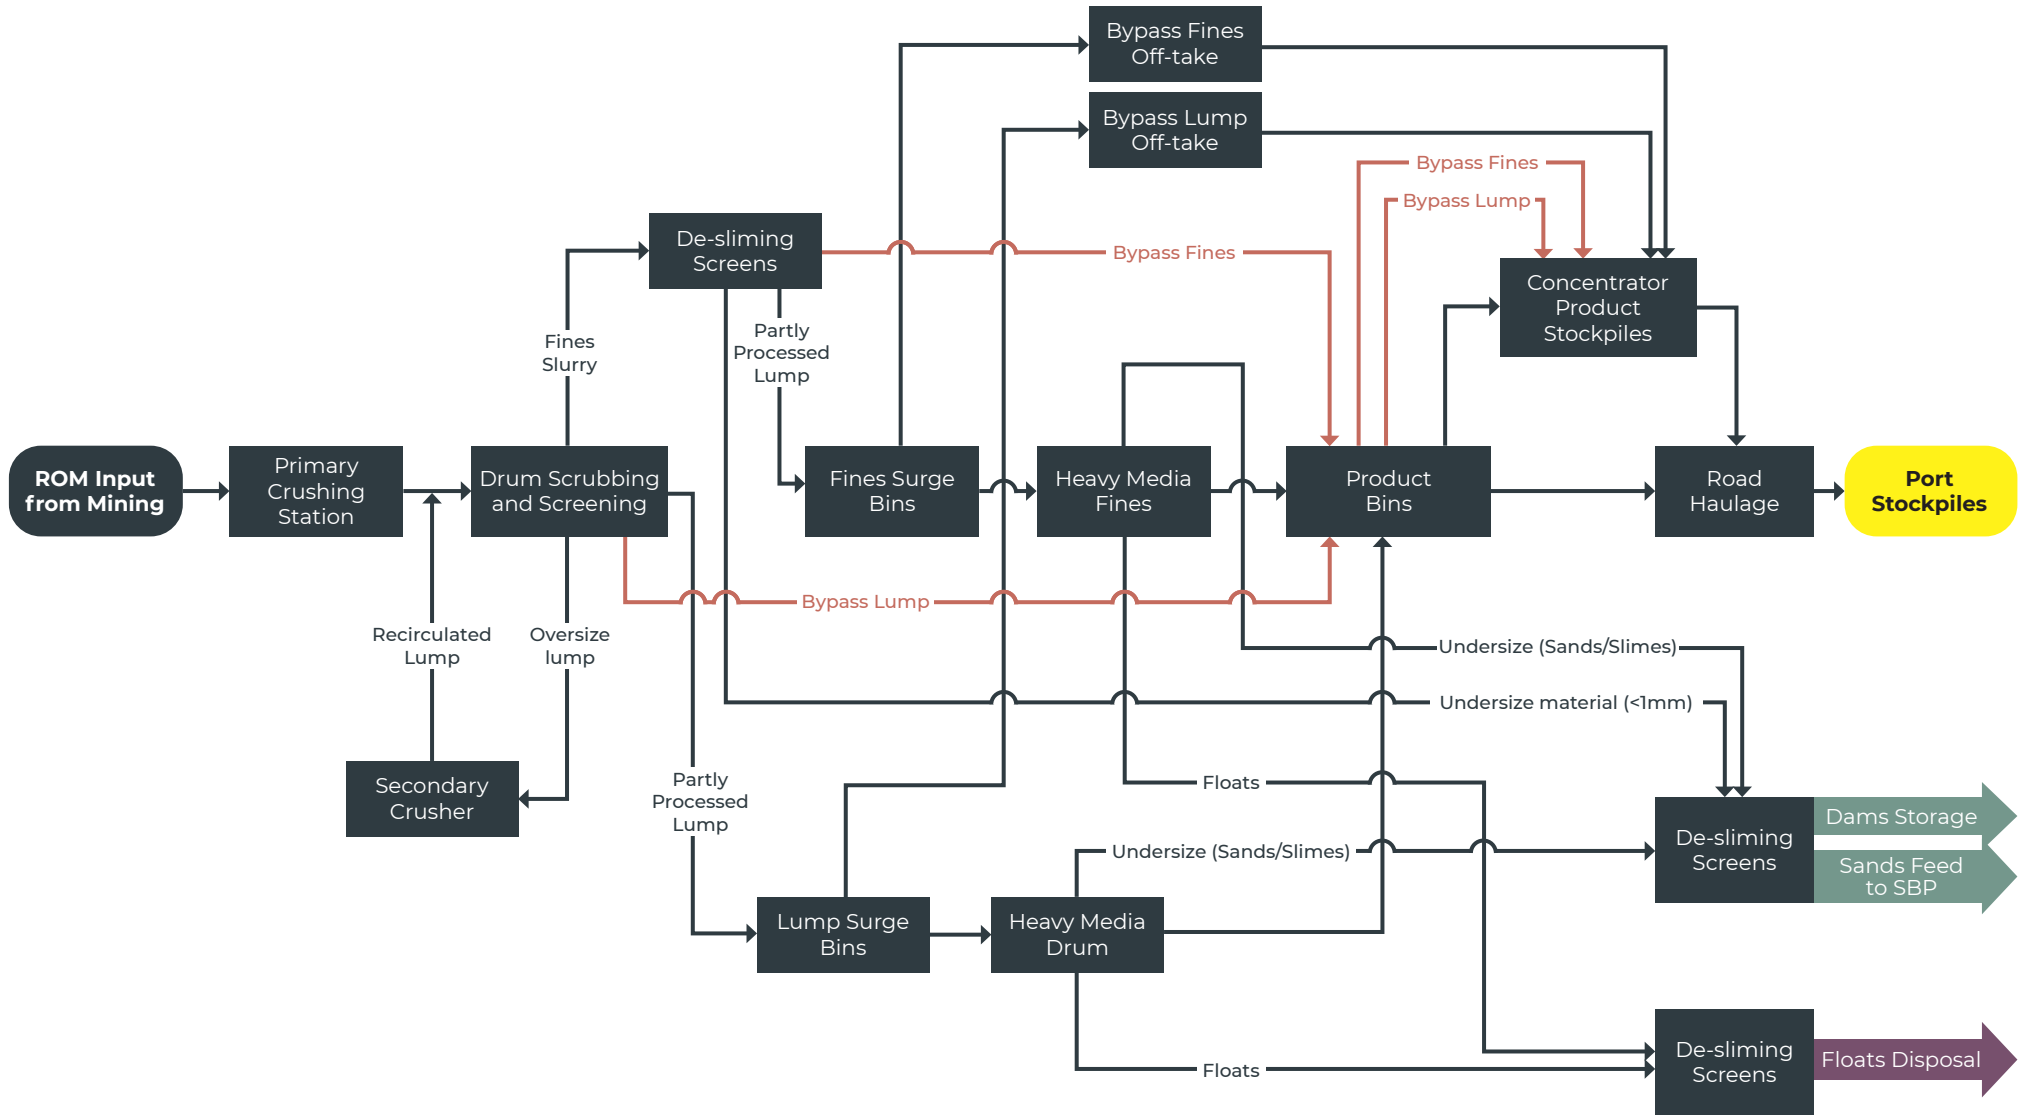 Bypass Fines
Off-take
Bypass Lump
Off-take
Bypass Fines
Bypass Lump
De-sliming
Screens
Bypass Fines
Concentrator
Product
Stockpiles
Fines
Slurry
Partly
Processed
Lump
ROM Input
from Mining
Primary
Crushing
Station
Drum Scrubbing
and Screening
Fines Surge
Bins
Heavy Media
Fines
Product
Bins
Road
Haulage
Port
Stockpiles
Bypass Lump
Recirculated
Lump
Oversize
lump
Undersize (Sands/Slimes)
Undersize material (<1mm)
Secondary
Crusher
Partly
Processed
Lump
Floats
Undersize (Sands/Slimes)
De-sliming
Screens
Dams Storage
Sands Feed
to SBP
Lump Surge
Bins
Heavy Media
Drum
Floats
De-sliming
Screens
Floats Disposal